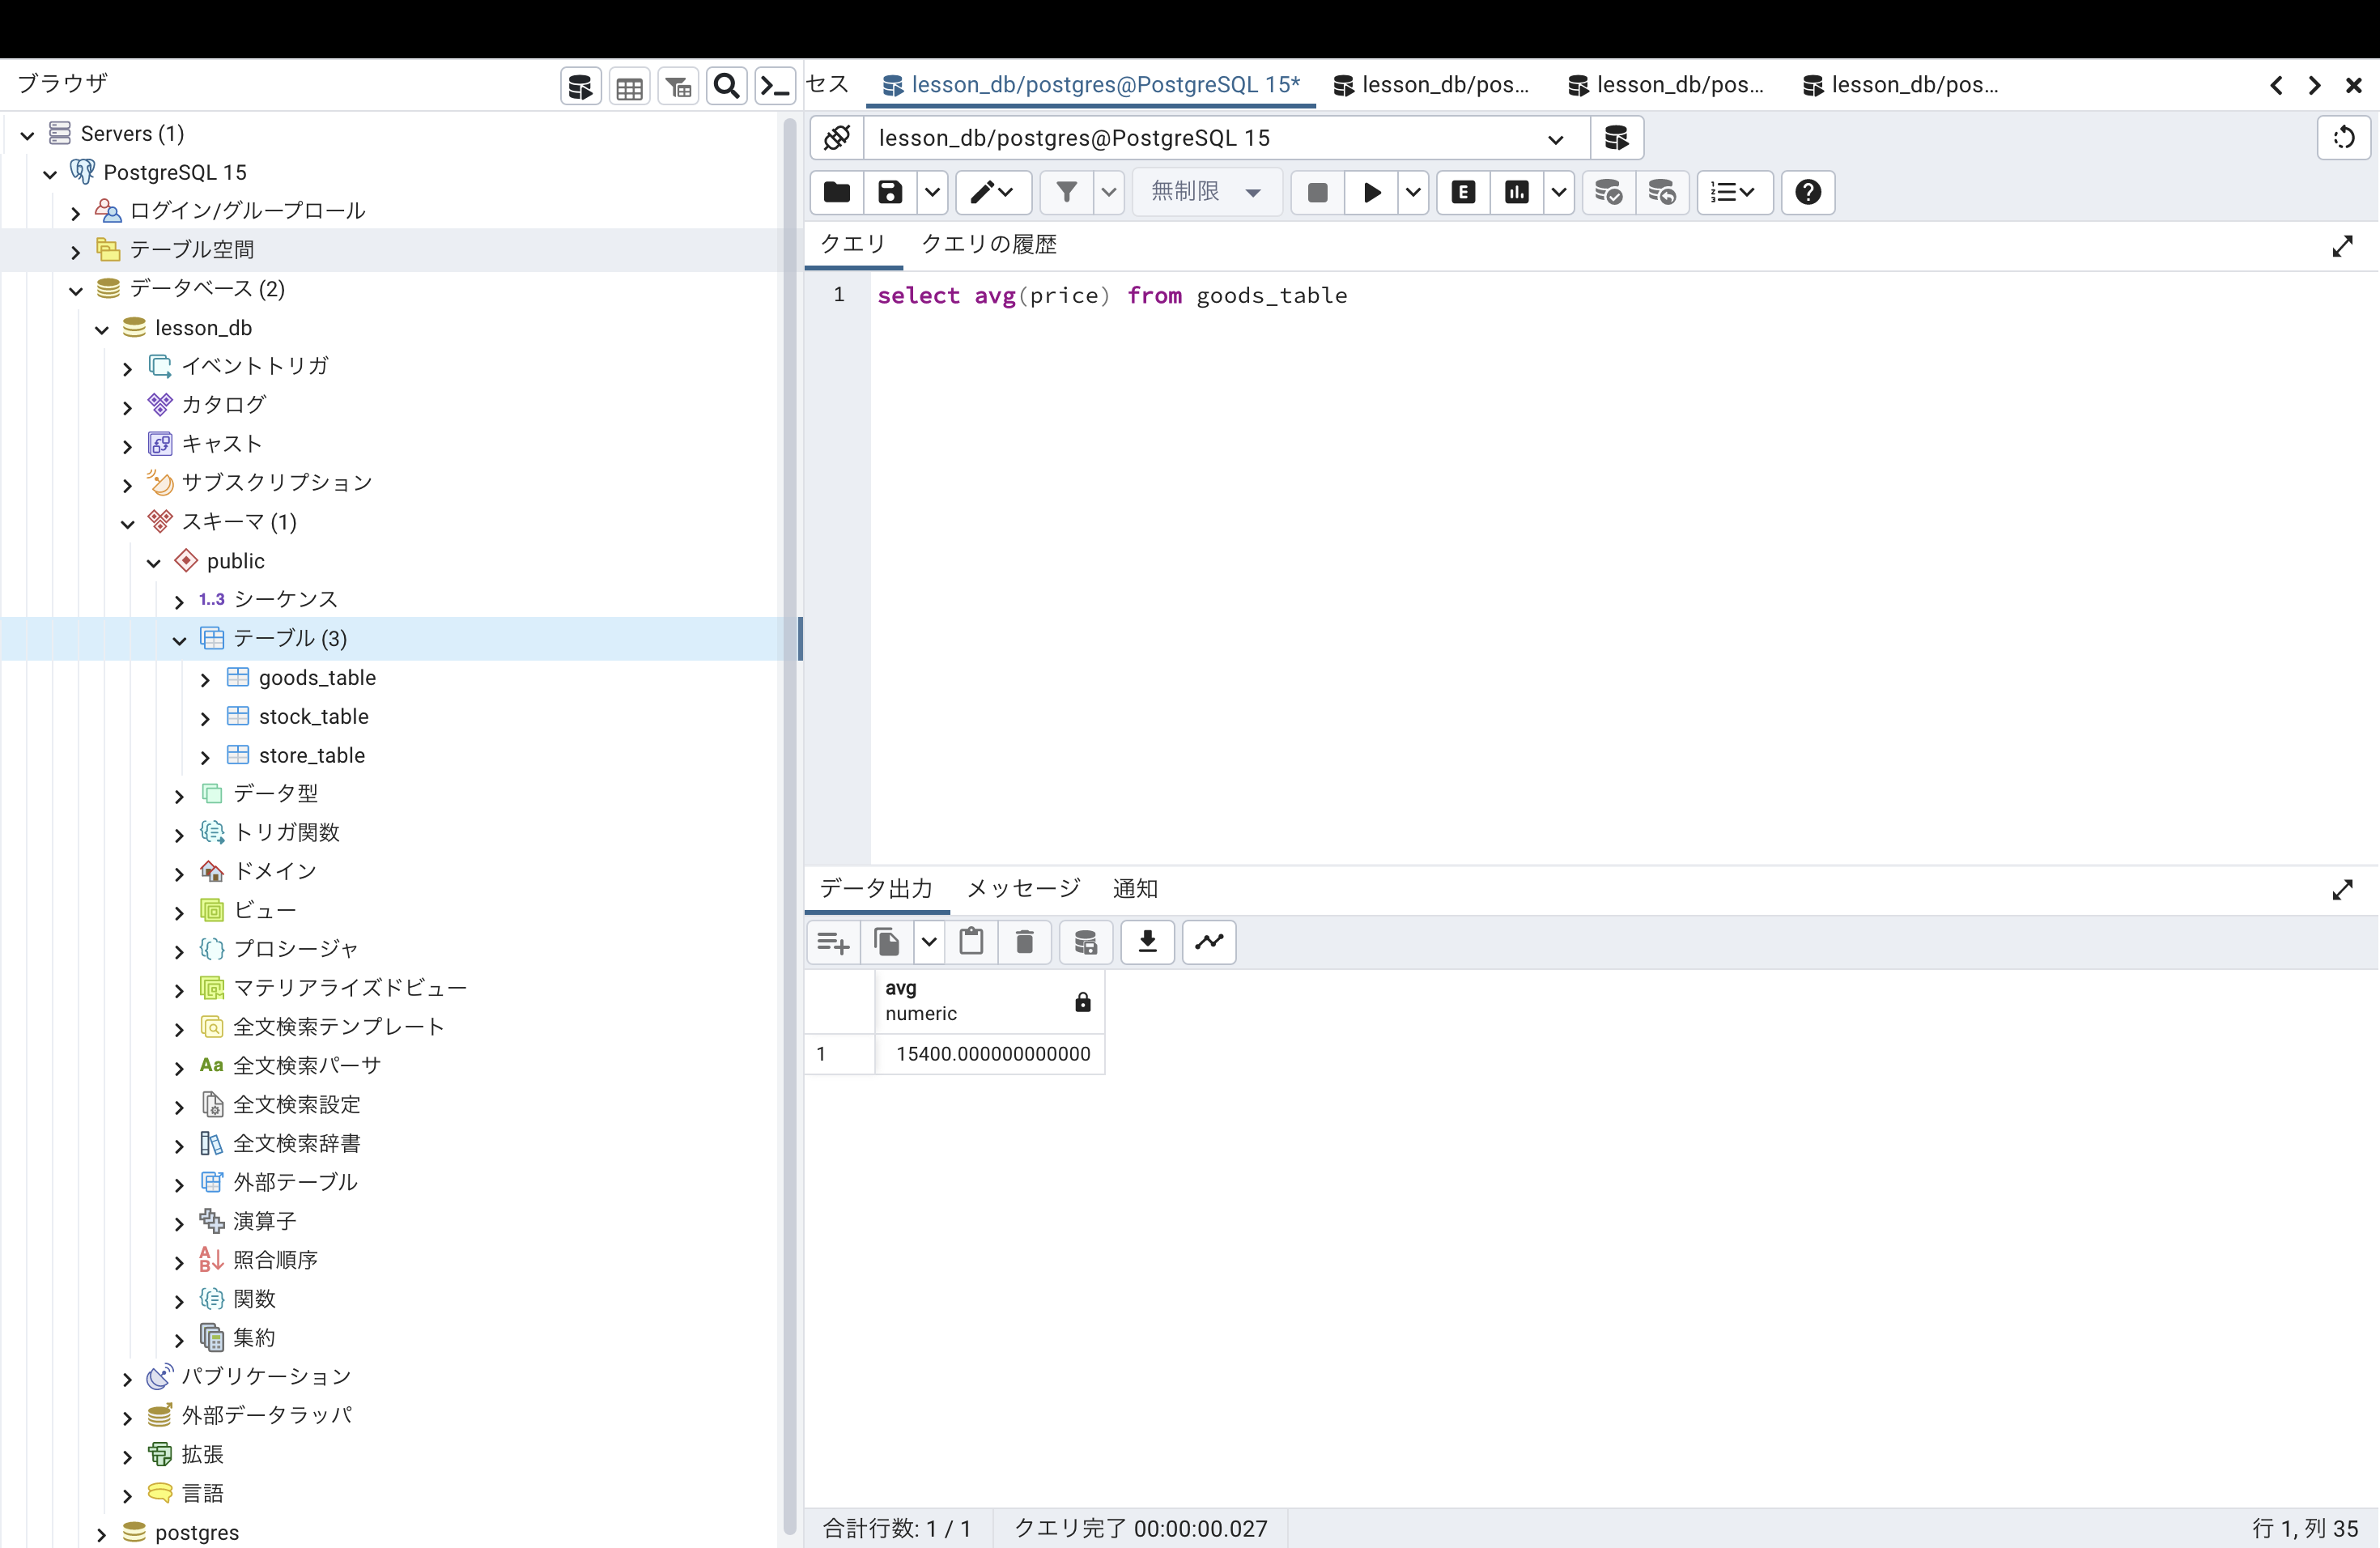 ブラウザ
Servers (1)
PostgreSQL 15
ログイン/グループロール
テーブル空間
データベース (2)
lesson_db
イベントトリガ
カタログ
キャスト
サブスクリプション
スキーマ (1)
public
1..3 シーケンス
テーブル (3)
goods_table
stock_table
store_table
データ型
トリガ関数
ドメイン
ビュー
プロシージャ
マテリアライズドビュー
全文検索テンプレート
Aa 全文検索パーサ
全文検索設定
全文検索辞書
外部テーブル
演算子
照合順序
関数
集約
パブリケーション
外部データラッパ
拡張
言語
postgres
セス lesson_db/postgres@PostgreSQL 15* lesson_db/pos... lesson_db/pos... lesson_db/pos...
lesson_db/postgres@PostgreSQL 15
無制限
クエリ クエリの履歴
1 select avg(price) from goods_table
データ出力 メッセージ 通知
avg
numeric
1 15400.000000000000
合計行数: 1 / 1 クエリ完了 00:00:00.027 行 1, 列 35